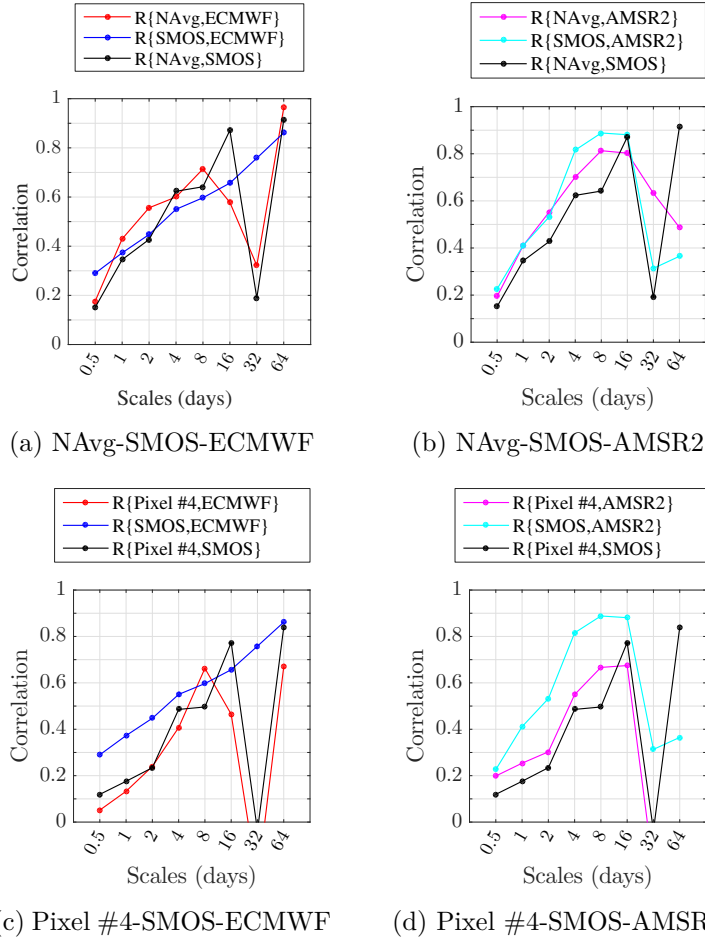 R{NAvg,ECMWF}
R{SMOS,ECMWF}
R{NAvg,SMOS}
1
0.8
0.6
0.4
0.2
0
Correlation
0.5 1 2 4 8 16 32 64
Scales (days)
(a) NAvg-SMOS-ECMWF
R{NAvg,AMSR2}
R{SMOS,AMSR2}
R{NAvg,SMOS}
1
0.8
0.6
0.4
0.2
0
Correlation
0.5 1 2 4 8 16 32 64
Scales (days)
(b) NAvg-SMOS-AMSR2
R{Pixel #4,ECMWF}
R{SMOS,ECMWF}
R{Pixel #4,SMOS}
1
0.8
0.6
0.4
0.2
0
Correlation
0.5 1 2 4 8 16 32 64
Scales (days)
c) Pixel #4-SMOS-ECMWF
R{Pixel #4,AMSR2}
R{SMOS,AMSR2}
R{Pixel #4,SMOS}
1
0.8
0.6
0.4
0.2
0
Correlation
0.5 1 2 4 8 16 32 64
Scales (days)
(d) Pixel #4-SMOS-AMSR